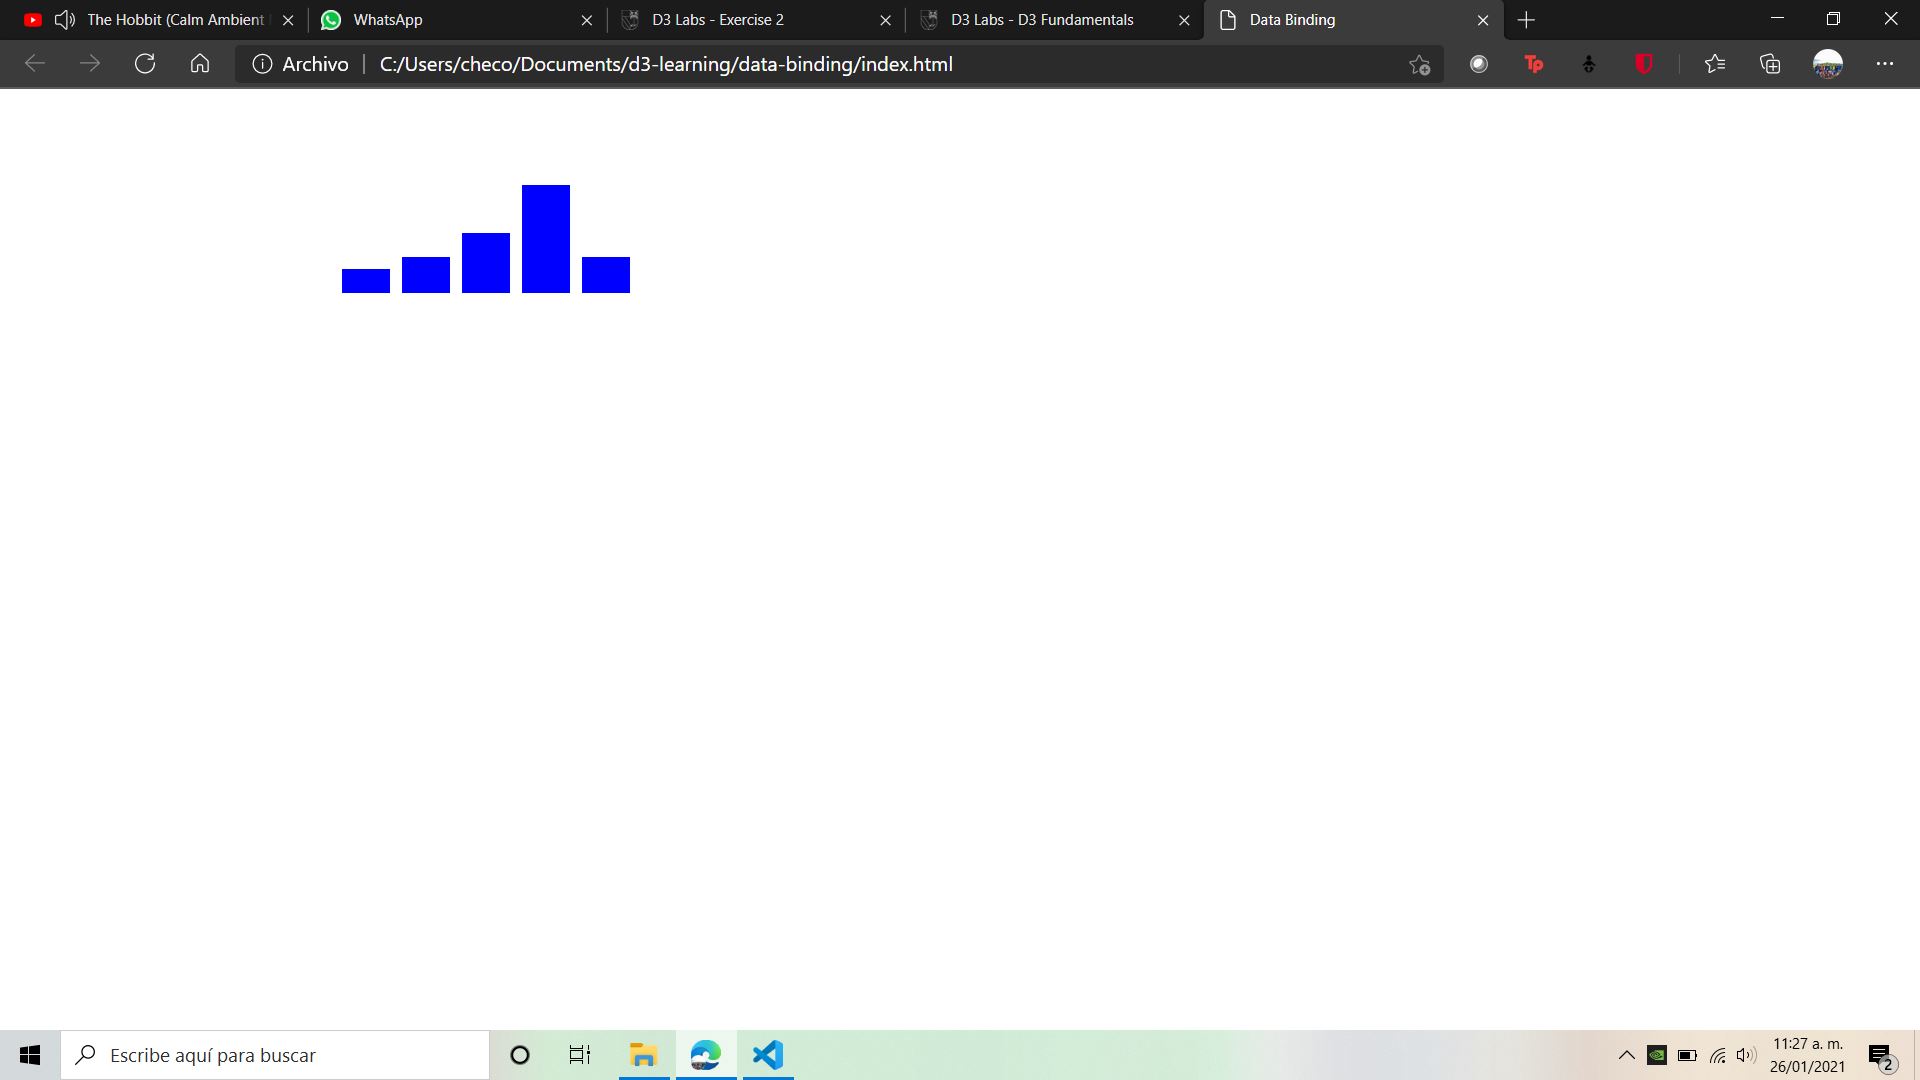 The Hobbit (Calm Ambient
WhatsApp
D3 Labs - Exercise 2
D3 Labs - D3 Fundamentals
Data Binding
Archivo
C:/Users/checo/Documents/d3-learning/data-binding/index.html
Tp
Escribe aquí para buscar
11:27 a. m.
26/01/2021
2